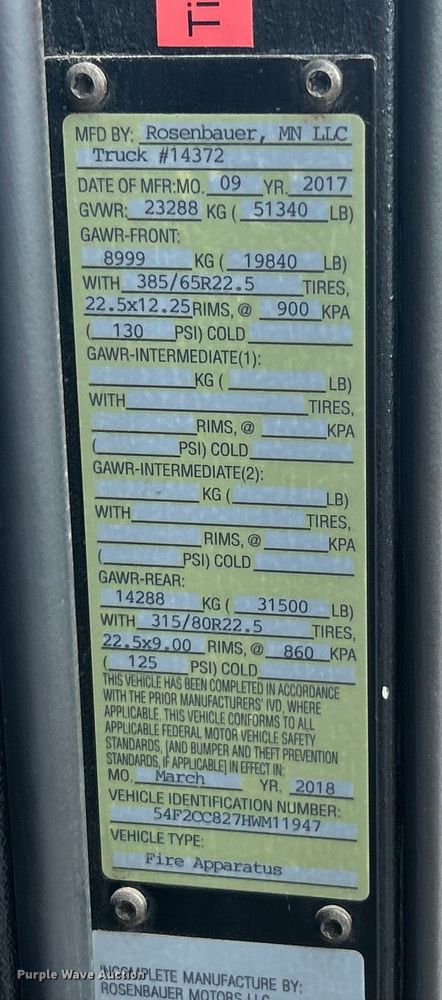 Ti
MFD BY: Rosenbauer, MN LLC
Truck #14372
DATE OF MFR:MO. 09 YR. 2017
GVWR: 23288 KG ( 51340 LB)
GAWR-FRONT:
8999 KG ( 19840 LB)
WITH 385/65R22.5 TIRES,
22.5x12.25 RIMS, @ 900 KPA
( 130 PSI) COLD
GAWR-INTERMEDIATE(1):
KG ( LB)
WITH TIRES,
RIMS, @ KPA
( PSI) COLD
GAWR-INTERMEDIATE(2):
KG ( LB)
WITH TIRES,
RIMS, @ KPA
( PSI) COLD
GAWR-REAR:
14288 KG ( 31500 LB)
WITH 315/80R22.5 TIRES,
22.5x9.00 RIMS, @ 860 KPA
( 125 PSI) COLD
THIS VEHICLE HAS BEEN COMPLETED IN ACCORDANCE
WITH THE PRIOR MANUFACTURERS' IVD, WHERE
APPLICABLE. THIS VEHICLE CONFORMS TO ALL
APPLICABLE FEDERAL MOTOR VEHICLE SAFETY
STANDARDS, [AND BUMPER AND THEFT PREVENTION
STANDARDS, IF APPLICABLE] IN EFFECT IN:
MO. March YR. 2018
VEHICLE IDENTIFICATION NUMBER:
54F2CC827HWM11947
VEHICLE TYPE:
Fire Apparatus
INCOMPLETE MANUFACTURE BY:
ROSENBAUER MOTORS LLC
Purple Wave Auction